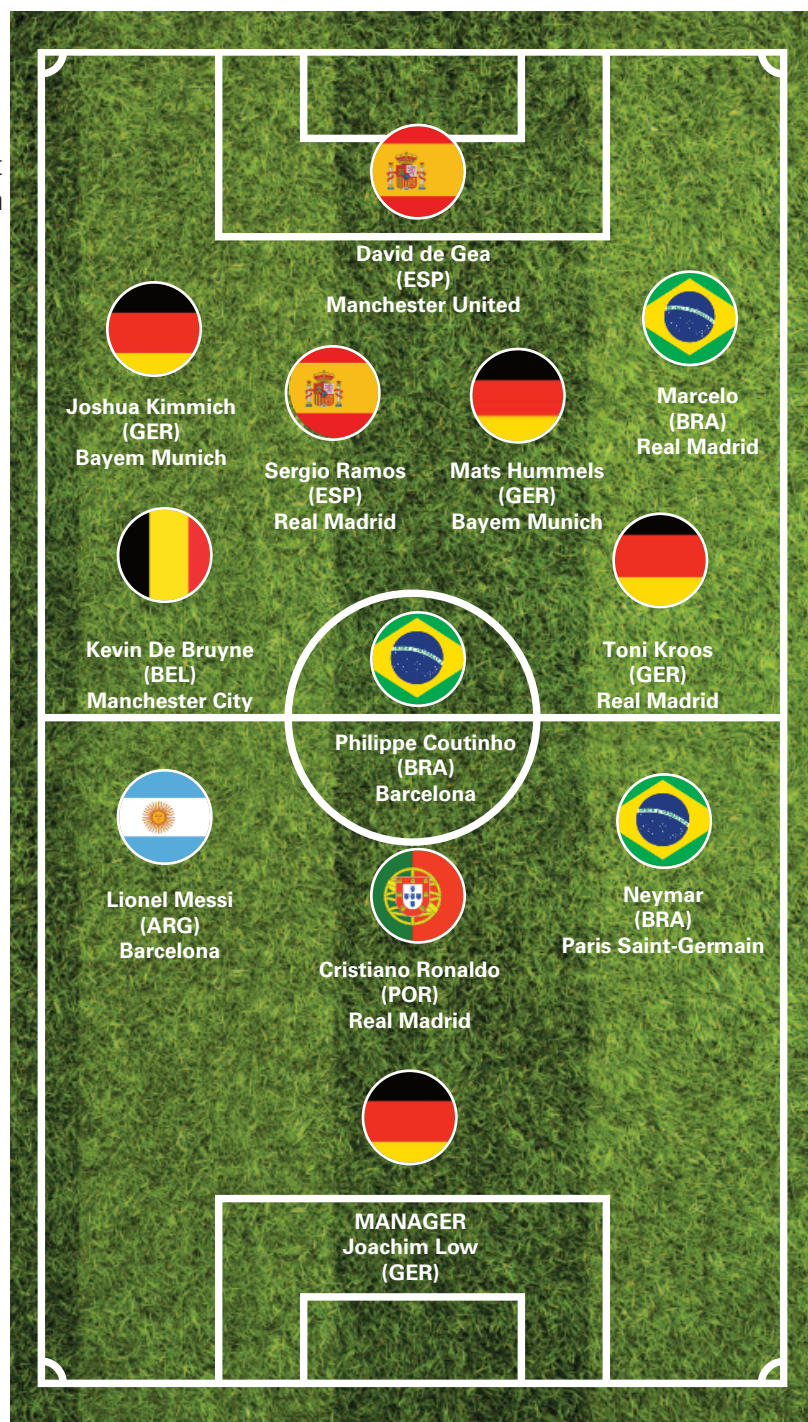 David de Gea
(ESP)
Manchester United
Joshua Kimmich
(GER)
Bayem Munich
Sergio Ramos
(ESP)
Real Madrid
Mats Hummels
(GER)
Bayem Munich
Marcelo
(BRA)
Real Madrid
Kevin De Bruyne
(BEL)
Manchester City
Philippe Coutinho
(BRA)
Barcelona
Toni Kroos
(GER)
Real Madrid
Lionel Messi
(ARG)
Barcelona
Cristiano Ronaldo
(POR)
Real Madrid
Neymar
(BRA)
Paris Saint-Germain
MANAGER
Joachim Low
(GER)